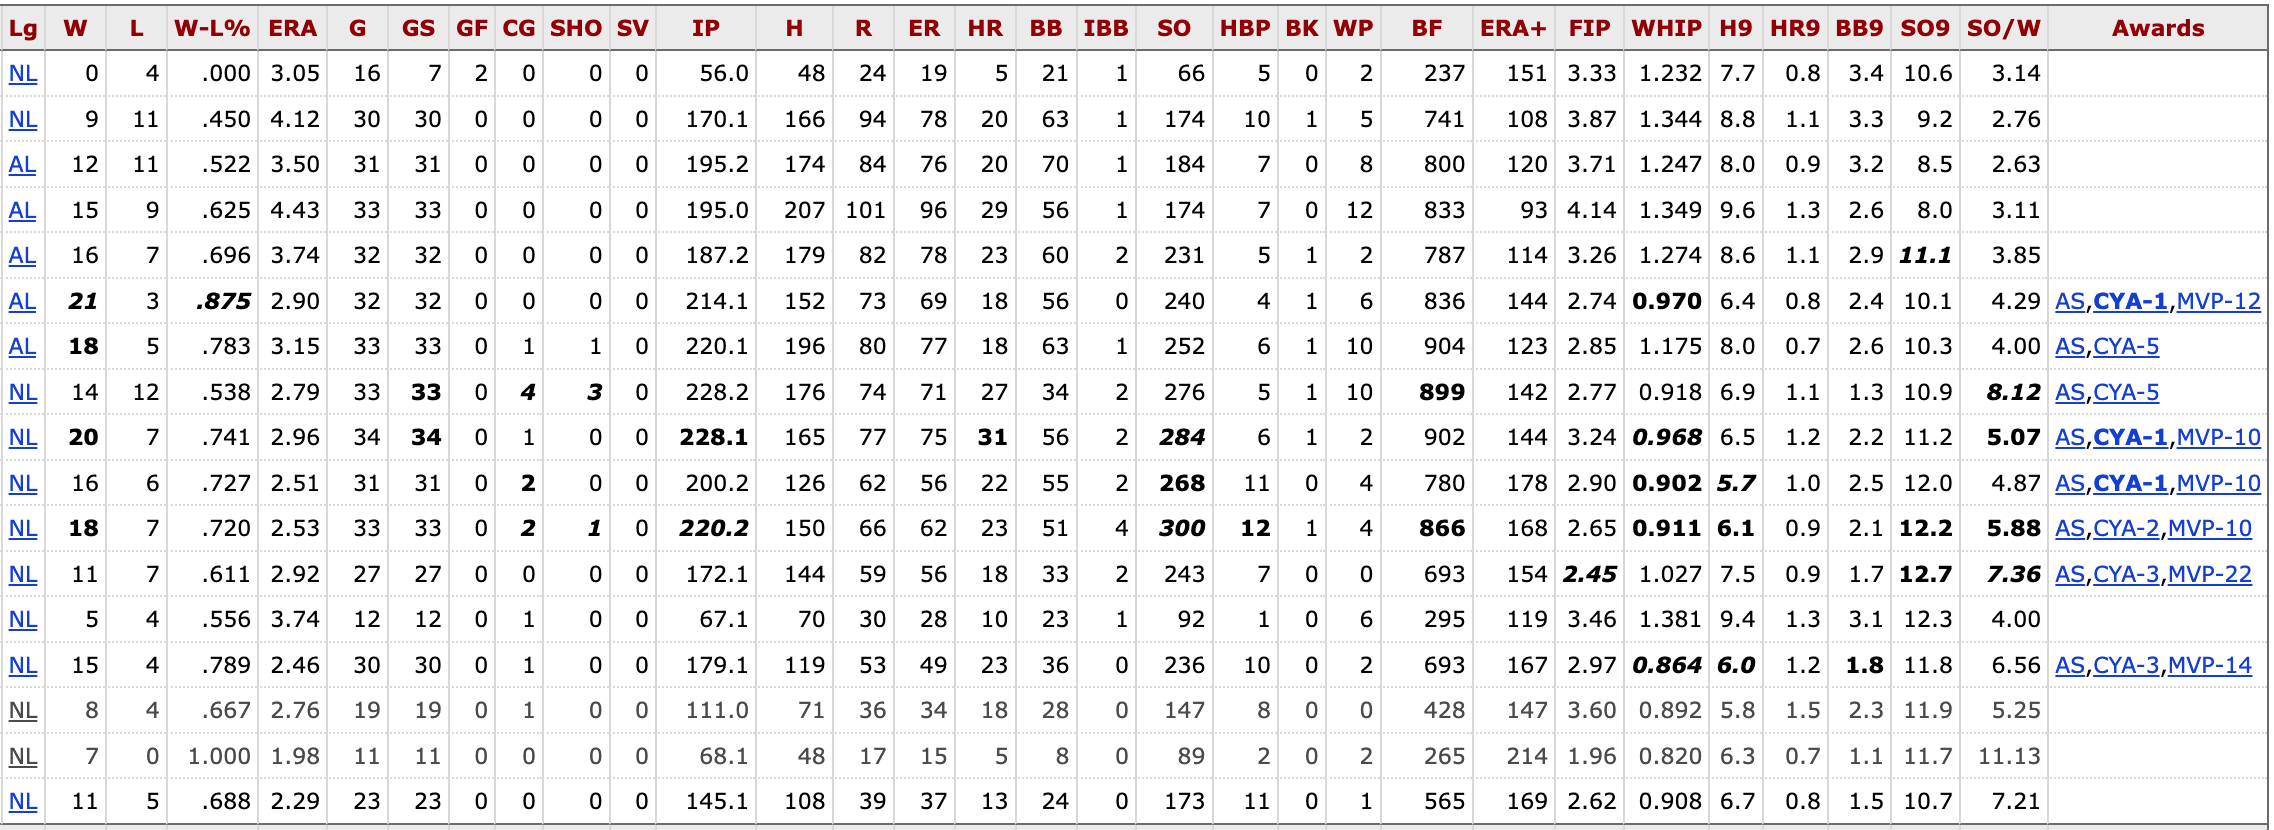 Lg W L W-L% ERA G GS GF CG SHO SV IP H R ER HR BB IBB SO HBP BK WP BF ERA+ FIP WHIP H9 HR9 BB9 SO9 SO/W Awards
NL 0 4 .000 3.05 16 7 2 0 0 0 56.0 48 24 19 5 21 1 66 5 0 2 237 151 3.33 1.232 7.7 0.8 3.4 10.6 3.14
NL 9 11 .450 4.12 30 30 0 0 0 0 170.1 166 94 78 20 63 1 174 10 1 5 741 108 3.87 1.344 8.8 1.1 3.3 9.2 2.76
AL 12 11 .522 3.50 31 31 0 0 0 0 195.2 174 84 76 20 70 1 184 7 0 8 800 120 3.71 1.247 8.0 0.9 3.2 8.5 2.63
AL 15 9 .625 4.43 33 33 0 0 0 0 195.0 207 101 96 29 56 1 174 7 0 12 833 93 4.14 1.349 9.6 1.3 2.6 8.0 3.11
AL 16 7 .696 3.74 32 32 0 0 0 0 187.2 179 82 78 23 60 2 231 5 1 2 787 114 3.26 1.274 8.6 1.1 2.9 11.1 3.85
AL 21 3 .875 2.90 32 32 0 0 0 0 214.1 152 73 69 18 56 0 240 4 1 6 836 144 2.74 0.970 6.4 0.8 2.4 10.1 4.29 AS,CYA-1,MVP-12
AL 18 5 .783 3.15 33 33 0 1 1 0 220.1 196 80 77 18 63 1 252 6 1 10 904 123 2.85 1.175 8.0 0.7 2.6 10.3 4.00 AS,CYA-5
NL 14 12 .538 2.79 33 33 0 4 3 0 228.2 176 74 71 27 34 2 276 5 1 10 899 142 2.77 0.918 6.9 1.1 1.3 10.9 8.12 AS,CYA-5
NL 20 7 .741 2.96 34 34 0 1 0 0 228.1 165 77 75 31 56 2 284 6 1 2 902 144 3.24 0.968 6.5 1.2 2.2 11.2 5.07 AS,CYA-1,MVP-10
NL 16 6 .727 2.51 31 31 0 2 0 0 200.2 126 62 56 22 55 2 268 11 0 4 780 178 2.90 0.902 5.7 1.0 2.5 12.0 4.87 AS,CYA-1,MVP-10
NL 18 7 .720 2.53 33 33 0 2 1 0 220.2 150 66 62 23 51 4 300 12 1 4 866 168 2.65 0.911 6.1 0.9 2.1 12.2 5.88 AS,CYA-2,MVP-10
NL 11 7 .611 2.92 27 27 0 0 0 0 172.1 144 59 56 18 33 2 243 7 0 0 693 154 2.45 1.027 7.5 0.9 1.7 12.7 7.36 AS,CYA-3,MVP-22
NL 5 4 .556 3.74 12 12 0 1 0 0 67.1 70 30 28 10 23 1 92 1 0 6 295 119 3.46 1.381 9.4 1.3 3.1 12.3 4.00
NL 15 4 .789 2.46 30 30 0 1 0 0 179.1 119 53 49 23 36 0 236 10 0 2 693 167 2.97 0.864 6.0 1.2 1.8 11.8 6.56 AS,CYA-3,MVP-14
NL 8 4 .667 2.76 19 19 0 1 0 0 111.0 71 36 34 18 28 0 147 8 0 0 428 147 3.60 0.892 5.8 1.5 2.3 11.9 5.25
NL 7 0 1.000 1.98 11 11 0 0 0 0 68.1 48 17 15 5 8 0 89 2 0 2 265 214 1.96 0.820 6.3 0.7 1.1 11.7 11.13
NL 11 5 .688 2.29 23 23 0 0 0 0 145.1 108 39 37 13 24 0 173 11 0 1 565 169 2.62 0.908 6.7 0.8 1.5 10.7 7.21